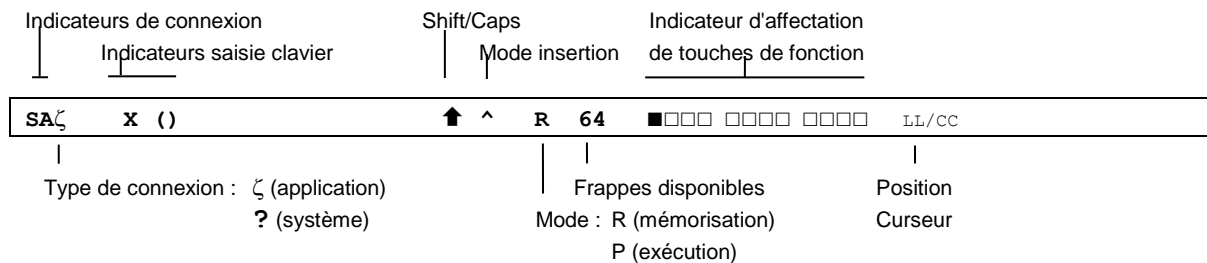 Indicateurs de connexion Shift/Caps Indicateur d'affectation
Indicateurs saisie clavier Mode insertion de touches de fonction
SAζ X () 🠹 ^ R 64 ■□□□ □□□□ □□□□ LL/CC
Type de connexion : ζ (application) Frappes disponibles Position
? (système) Mode : R (mémorisation) Curseur
P (exécution)